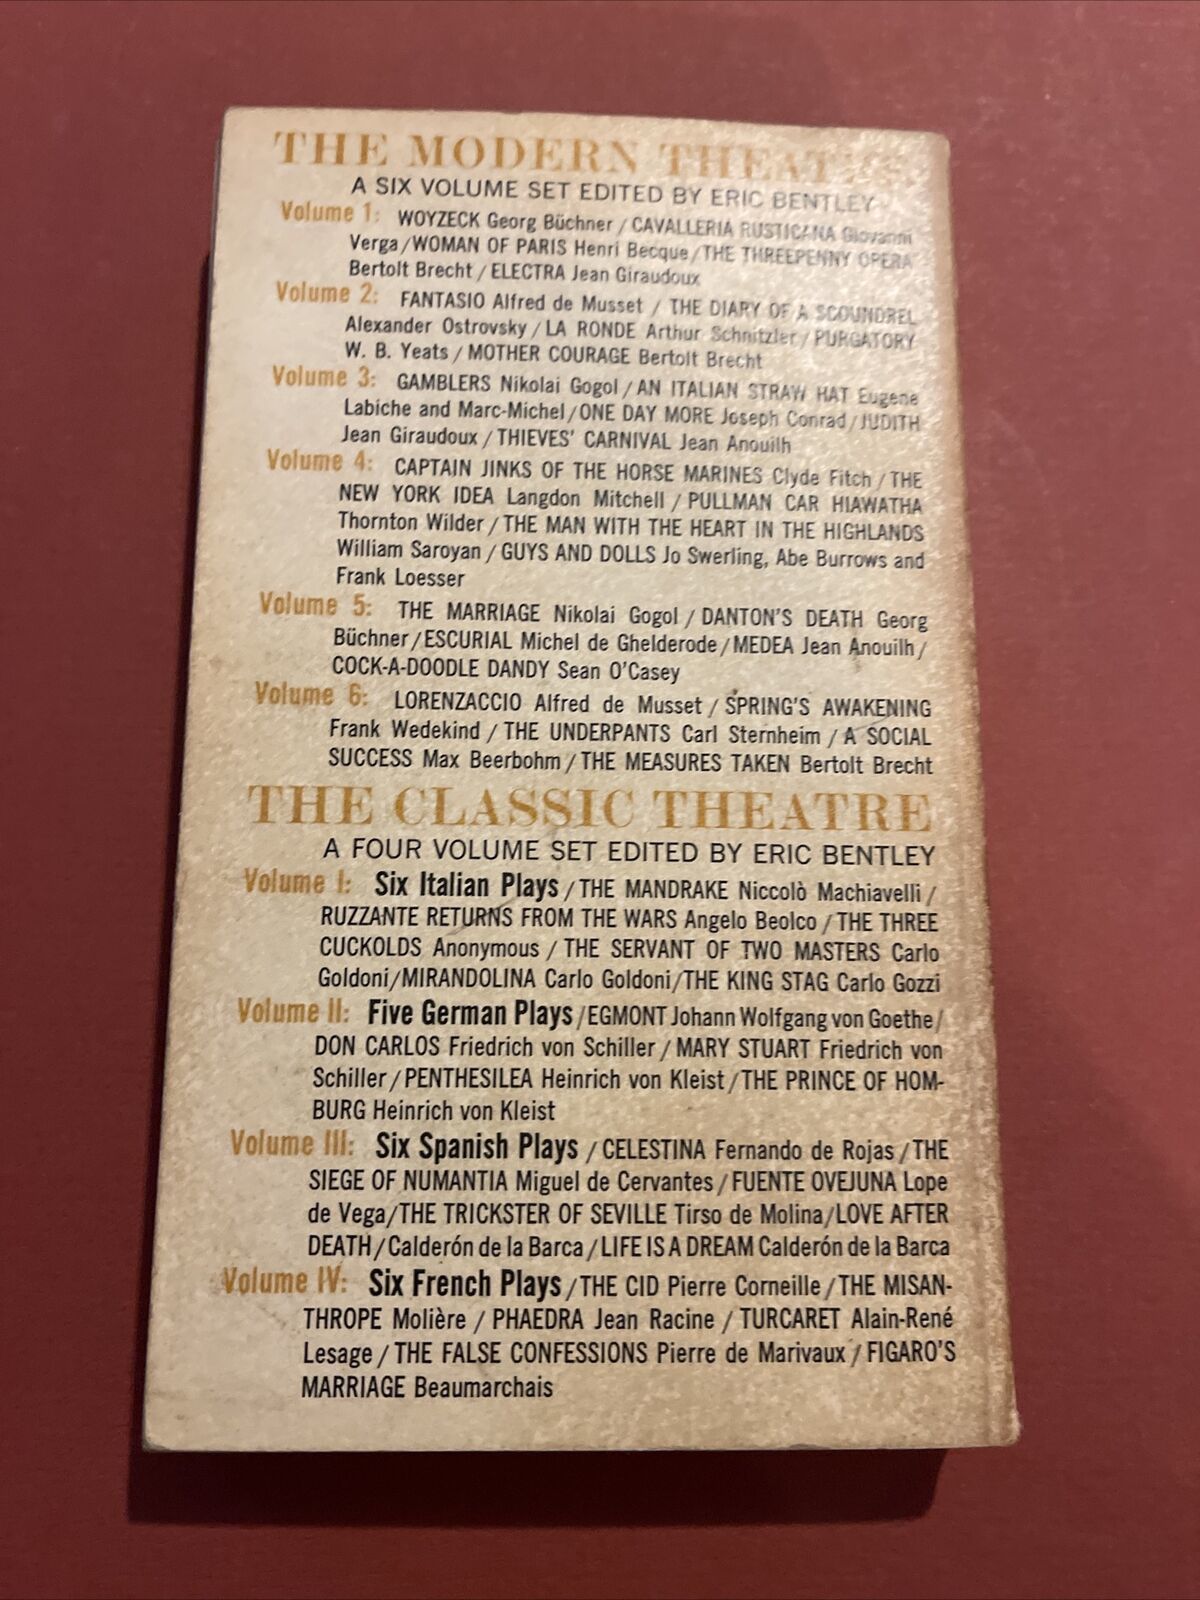 THE MODERN THEATRE
A SIX VOLUME SET EDITED BY ERIC BENTLEY
Volume 1: WOYZECK Georg Büchner / CAVALLERIA RUSTICANA Giovanni
Verga / WOMAN OF PARIS Henri Becque / THE THREEPENNY OPERA
Bertolt Brecht / ELECTRA Jean Giraudoux
Volume 2: FANTASIO Alfred de Musset / THE DIARY OF A SCOUNDREL
Alexander Ostrovsky / LA RONDE Arthur Schnitzler / PURGATORY
W. B. Yeats / MOTHER COURAGE Bertolt Brecht
Volume 3: GAMBLERS Nikolai Gogol / AN ITALIAN STRAW HAT Eugene
Labiche and Marc-Michel / ONE DAY MORE Joseph Conrad / JUDITH
Jean Giraudoux / THIEVES' CARNIVAL Jean Anouilh
Volume 4: CAPTAIN JINKS OF THE HORSE MARINES Clyde Fitch / THE
NEW YORK IDEA Langdon Mitchell / PULLMAN CAR HIAWATHA
Thornton Wilder / THE MAN WITH THE HEART IN THE HIGHLANDS
William Saroyan / GUYS AND DOLLS Jo Swerling, Abe Burrows and
Frank Loesser
Volume 5: THE MARRIAGE Nikolai Gogol / DANTON'S DEATH Georg
Büchner / ESCURIAL Michel de Ghelderode / MEDEA Jean Anouilh /
COCK-A-DOODLE DANDY Sean O'Casey
Volume 6: LORENZACCIO Alfred de Musset / SPRING'S AWAKENING
Frank Wedekind / THE UNDERPANTS Carl Sternheim / A SOCIAL
SUCCESS Max Beerbohm / THE MEASURES TAKEN Bertolt Brecht
THE CLASSIC THEATRE
A FOUR VOLUME SET EDITED BY ERIC BENTLEY
Volume I: Six Italian Plays / THE MANDRAKE Niccolò Machiavelli /
RUZZANTE RETURNS FROM THE WARS Angelo Beolco / THE THREE
CUCKOLDS Anonymous / THE SERVANT OF TWO MASTERS Carlo
Goldoni / MIRANDOLINA Carlo Goldoni / THE KING STAG Carlo Gozzi
Volume II: Five German Plays / EGMONT Johann Wolfgang von Goethe /
DON CARLOS Friedrich von Schiller / MARY STUART Friedrich von
Schiller / PENTHESILEA Heinrich von Kleist / THE PRINCE OF HOM-
BURG Heinrich von Kleist
Volume III: Six Spanish Plays / CELESTINA Fernando de Rojas / THE
SIEGE OF NUMANTIA Miguel de Cervantes / FUENTE OVEJUNA Lope
de Vega / THE TRICKSTER OF SEVILLE Tirso de Molina / LOVE AFTER
DEATH / Calderón de la Barca / LIFE IS A DREAM Calderón de la Barca
Volume IV: Six French Plays / THE CID Pierre Corneille / THE MISAN-
THROPE Molière / PHAEDRA Jean Racine / TURCARET Alain-René
Lesage / THE FALSE CONFESSIONS Pierre de Marivaux / FIGARO'S
MARRIAGE Beaumarchais